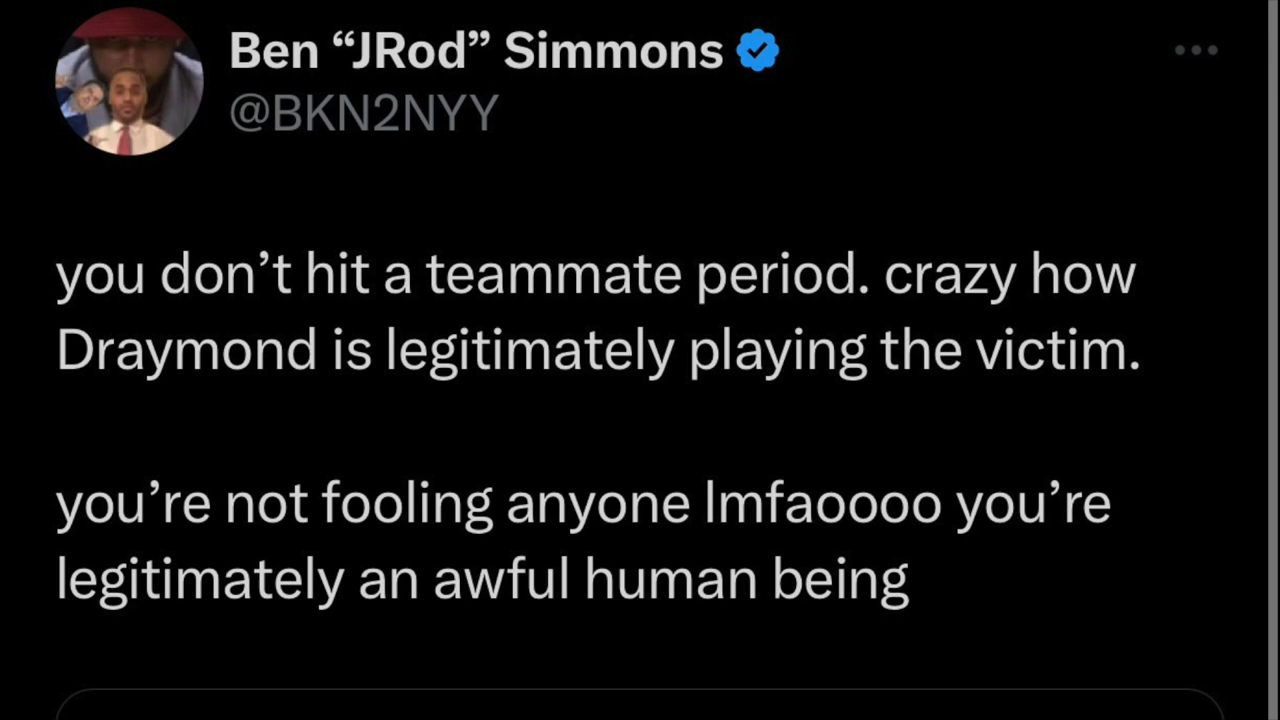 Ben “JRod” Simmons
@BKN2NYY
you don’t hit a teammate period. crazy how
Draymond is legitimately playing the victim.
you’re not fooling anyone lmfaoooo you’re
legitimately an awful human being